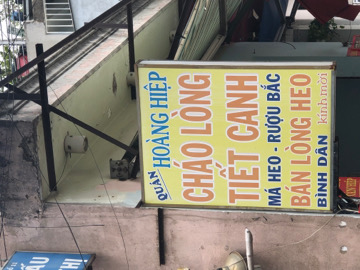 QUÁN HOÀNG HIỆP
CHÁO LÒNG
TIẾT CANH
MÁ HEO - RƯỢU BẮC
BÁN LÒNG HEO
BÌNH DÂN kính mời